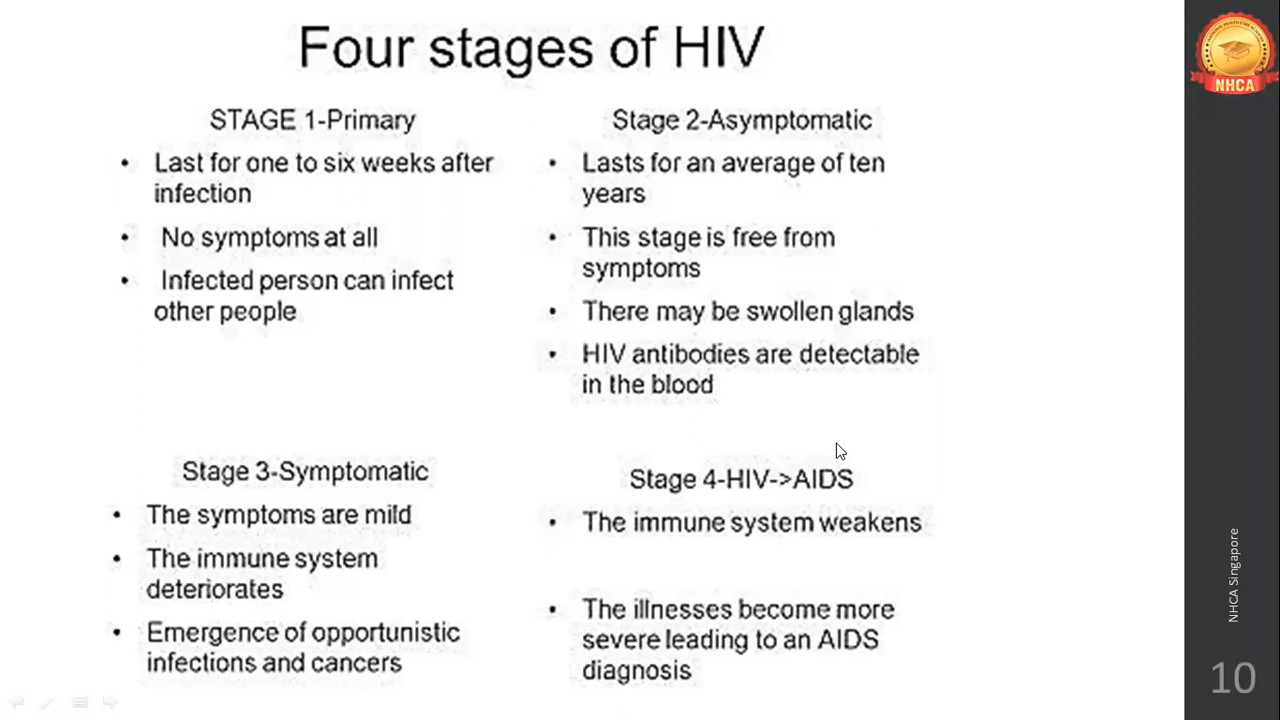 Four stages of HIV
STAGE 1-Primary
• Last for one to six weeks after
infection
• No symptoms at all
• Infected person can infect
other people
Stage 2-Asymptomatic
• Lasts for an average of ten
years
• This stage is free from
symptoms
• There may be swollen glands
• HIV antibodies are detectable
in the blood
Stage 3-Symptomatic
• The symptoms are mild
• The immune system
deteriorates
• Emergence of opportunistic
infections and cancers
Stage 4-HIV->AIDS
• The immune system weakens
• The illnesses become more
severe leading to an AIDS
diagnosis
NHCA
NHCA Singapore
10